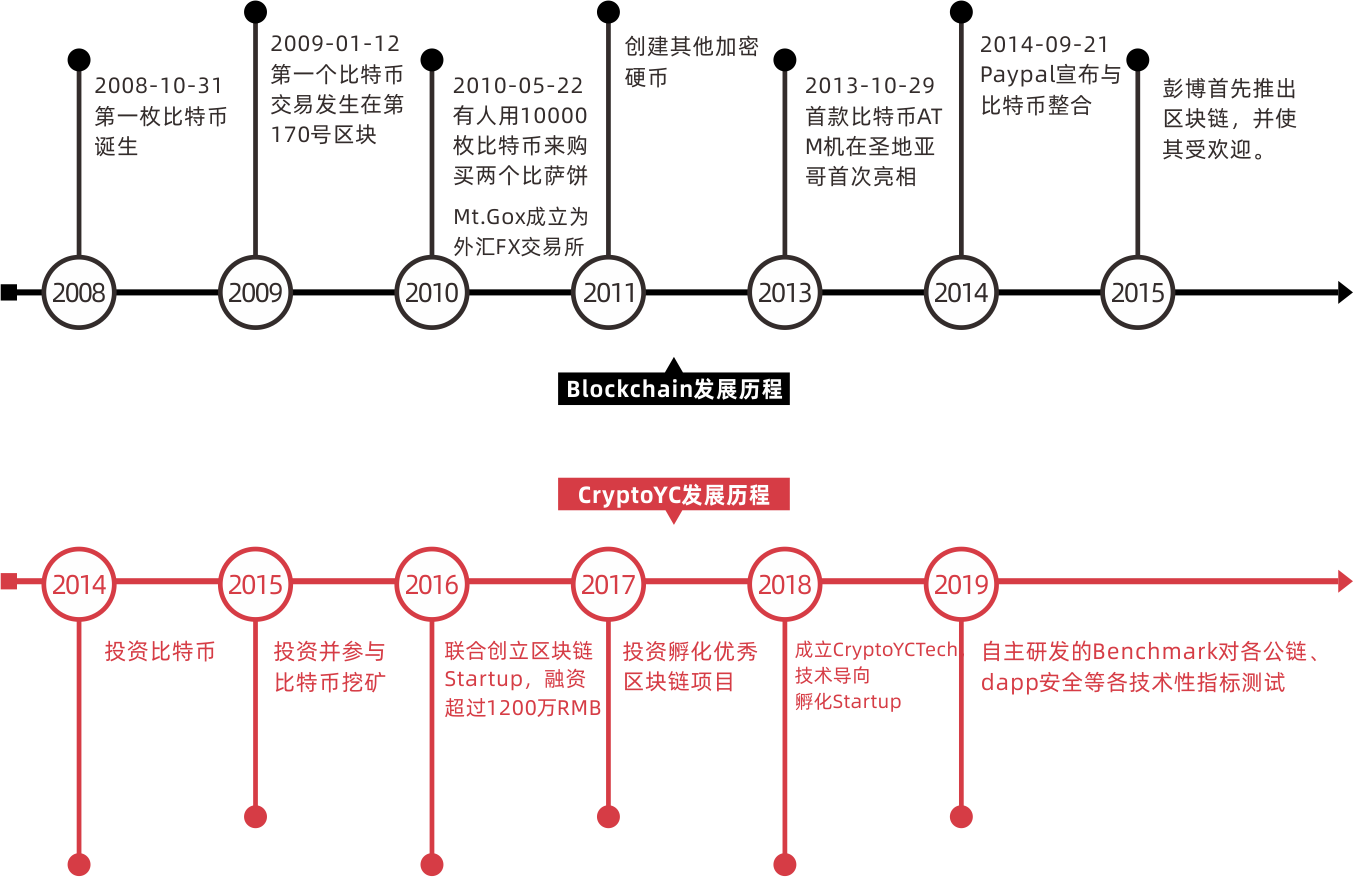 2008-10-31
第一枚比特币
诞生
2009-01-12
第一个比特币
交易发生在第
170号区块
2010-05-22
有人用10000
枚比特币来购
买两个比萨饼
Mt.Gox成立为
外汇FX交易所
创建其他加密
硬币
2013-10-29
首款比特币AT
M机在圣地亚
哥首次亮相
2014-09-21
Paypal宣布与
比特币整合
彭博首先推出
区块链，并使
其受欢迎。
2008
2009
2010
2011
2013
2014
2015
Blockchain发展历程
CryptoYC发展历程
2014
2015
2016
2017
2018
2019
投资比特币
投资并参与
比特币挖矿
联合创立区块链
Startup，融资
超过1200万RMB
投资孵化优秀
区块链项目
成立CryptoYCTech,
技术导向
孵化Startup
自主研发的Benchmark对各公链、
dapp安全等各技术性指标测试